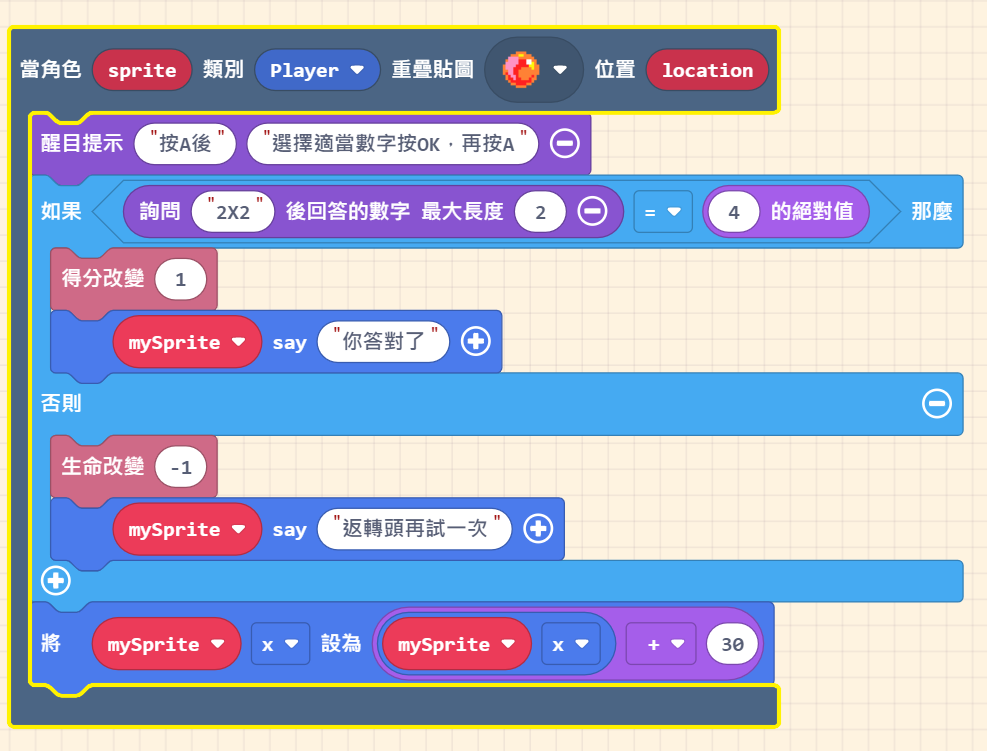 當角色 sprite 類別 Player 重疊貼圖 位置 location
醒目提示 "按A後" "選擇適當數字按OK，再按A"
如果 詢問 "2X2" 後回答的數字 最大長度 2 = 4 的絕對值 那麼
得分改變 1
mySprite say "你答對了"
否則
生命改變 -1
mySprite say "返轉頭再試一次"
將 mySprite x 設為 mySprite x + 30